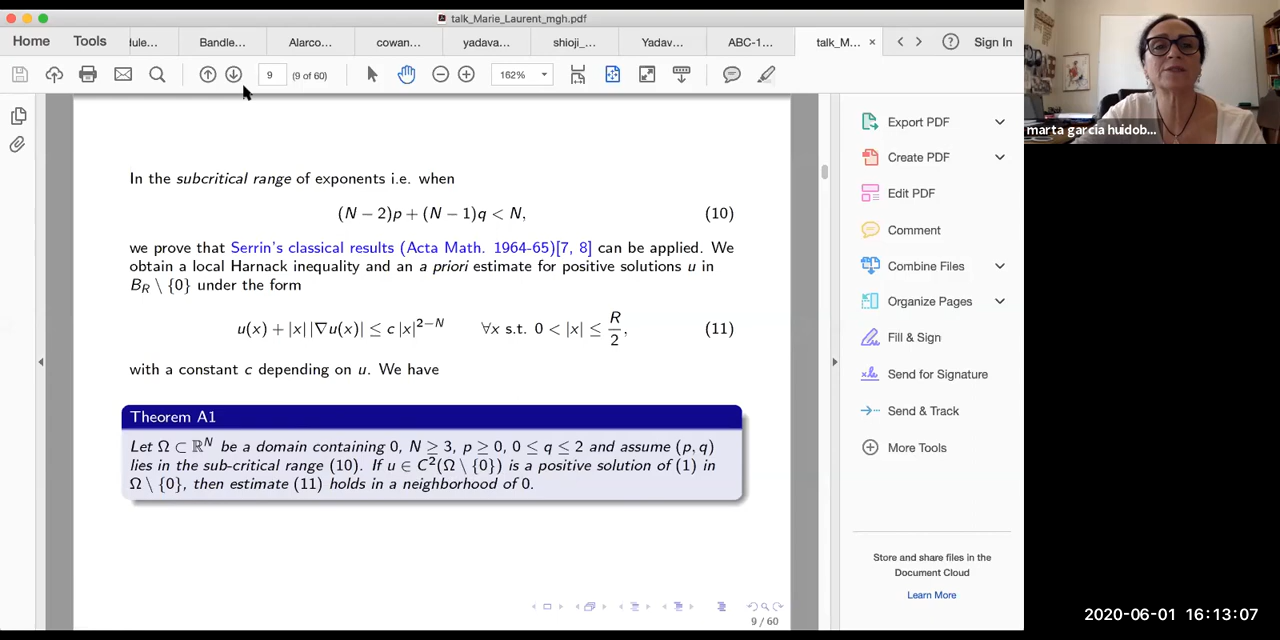 talk_Marie_Laurent_mgh.pdf
Home Tools dule... Bandle... Alarco... cowan... yadava... shioji_... Yadav... ABC-1... talk_M... × Sign In
9 (9 of 60) 162%
In the subcritical range of exponents i.e. when
(N − 2)p + (N − 1)q < N, (10)
we prove that Serrin's classical results (Acta Math. 1964-65)[7, 8] can be applied. We
obtain a local Harnack inequality and an a priori estimate for positive solutions u in
B_R \ {0} under the form
u(x) + |x| |∇u(x)| ≤ c |x|^{2−N} ∀x s.t. 0 < |x| ≤ R/2, (11)
with a constant c depending on u. We have
Theorem A1
Let Ω ⊂ ℝ^N be a domain containing 0, N ≥ 3, p ≥ 0, 0 ≤ q ≤ 2 and assume (p, q)
lies in the sub-critical range (10). If u ∈ C²(Ω \ {0}) is a positive solution of (1) in
Ω \ {0}, then estimate (11) holds in a neighborhood of 0.
9 / 60
Export PDF
Create PDF
Edit PDF
Comment
Combine Files
Organize Pages
Fill & Sign
Send for Signature
Send & Track
More Tools
Store and share files in the
Document Cloud
Learn More
marta garcia huidob...
2020-06-01 16:13:07